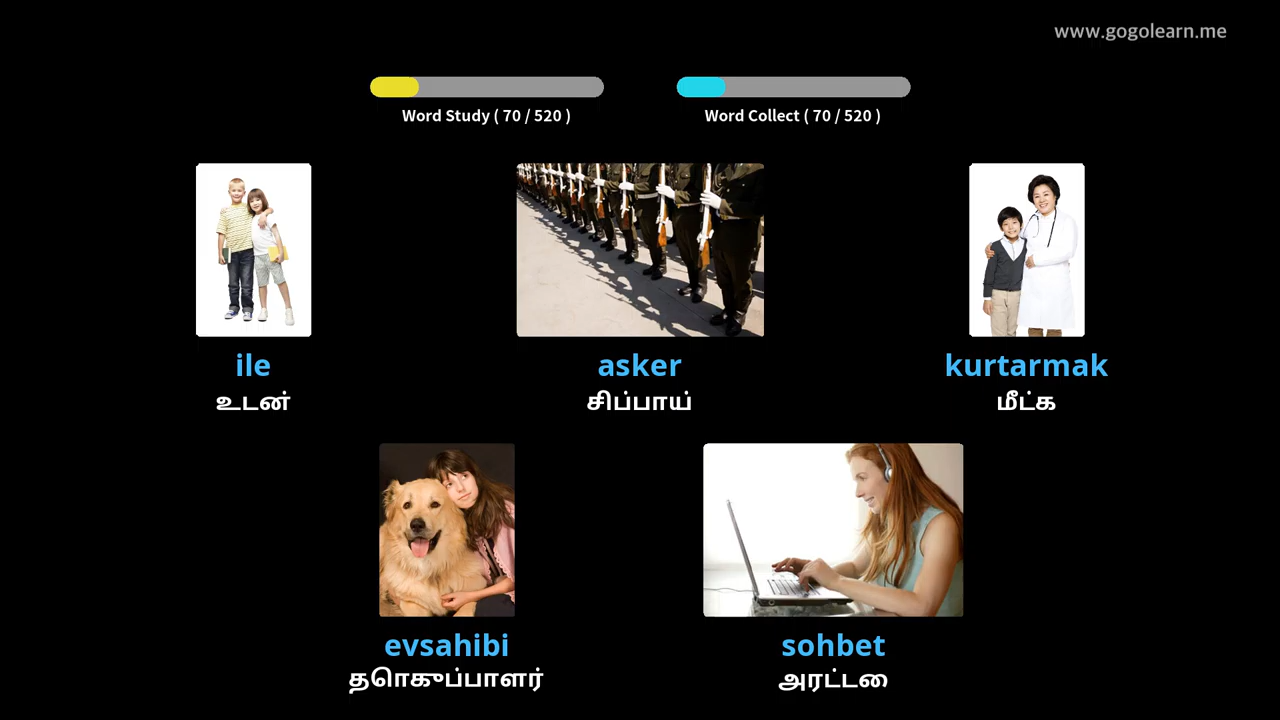 www.gogolearn.me
Word Study ( 70 / 520 )
Word Collect ( 70 / 520 )
ile
உடன்
asker
சிப்பாய்
kurtarmak
மீட்க
evsahibi
தொகுப்பாளர்
sohbet
அரட்டை